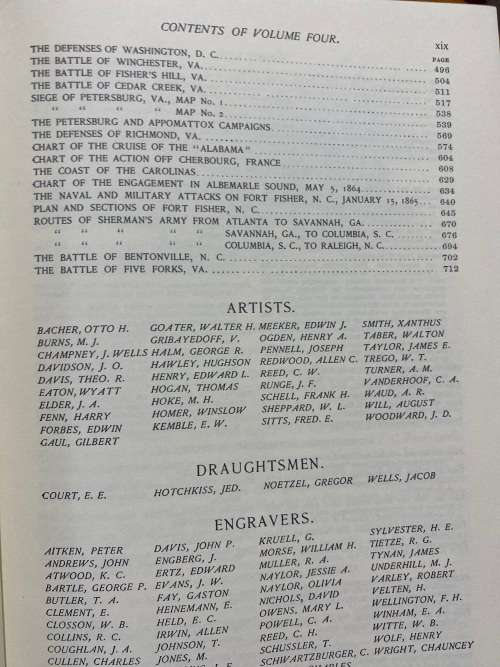 CONTENTS OF VOLUME FOUR.
xix
PAGE
THE DEFENSES OF WASHINGTON, D. C. 496
THE BATTLE OF WINCHESTER, VA. 504
THE BATTLE OF FISHER'S HILL, VA. 511
THE BATTLE OF CEDAR CREEK, VA. 517
SIEGE OF PETERSBURG, VA., MAP No. 1 538
" " " MAP No. 2 539
THE PETERSBURG AND APPOMATTOX CAMPAIGNS 569
THE DEFENSES OF RICHMOND, VA. 574
CHART OF THE CRUISE OF THE "ALABAMA" 604
CHART OF THE ACTION OFF CHERBOURG, FRANCE 608
THE COAST OF THE CAROLINAS 629
CHART OF THE ENGAGEMENT IN ALBEMARLE SOUND, MAY 5, 1864 634
THE NAVAL AND MILITARY ATTACKS ON FORT FISHER, N. C., JANUARY 15, 1865 640
PLAN AND SECTIONS OF FORT FISHER, N. C. 645
ROUTES OF SHERMAN'S ARMY FROM ATLANTA TO SAVANNAH, GA. 670
" " " " " SAVANNAH, GA., TO COLUMBIA, S. C. 676
" " " " " COLUMBIA, S. C., TO RALEIGH, N. C. 694
THE BATTLE OF BENTONVILLE, N. C. 702
THE BATTLE OF FIVE FORKS, VA. 712
ARTISTS.
BACHER, OTTO H. GOATER, WALTER H. MEEKER, EDWIN J. SMITH, XANTHUS
BURNS, M. J. GRIBAYEDOFF, V. OGDEN, HENRY A. TABER, WALTON
CHAMPNEY, J. WELLS HALM, GEORGE R. PENNELL, JOSEPH TAYLOR, JAMES E.
DAVIDSON, J. O. HAWLEY, HUGHSON REDWOOD, ALLEN C. TREGO, W. T.
DAVIS, THEO. R. HENRY, EDWARD L. REED, C. W. TURNER, A. M.
EATON, WYATT HOGAN, THOMAS RUNGE, J. F. VANDERHOOF, C. A.
ELDER, J. A. HOKE, M. H. SCHELL, FRANK H. WAUD, A. R.
FENN, HARRY HOMER, WINSLOW SHEPPARD, W. L. WILL, AUGUST
FORBES, EDWIN KEMBLE, E. W. SITTS, FRED. E. WOODWARD, J. D.
GAUL, GILBERT
DRAUGHTSMEN.
COURT, E. E. HOTCHKISS, JED. NOETZEL, GREGOR WELLS, JACOB
ENGRAVERS.
AITKEN, PETER DAVIS, JOHN P. KRUELL, G. SYLVESTER, H. E.
ANDREWS, JOHN ENGBERG, J. MORSE, WILLIAM H. TIETZE, R. G.
ATWOOD, K. C. ERTZ, EDWARD MULLER, R. A. TYNAN, JAMES
BARTLE, GEORGE P. EVANS, J. W. NAYLOR, JESSIE A. UNDERHILL, M. J.
BUTLER, T. A. FAY, GASTON NAYLOR, OLIVIA VARLEY, ROBERT
CLEMENT, E. HEINEMANN, E. NICHOLS, DAVID VELTEN, H.
CLOSSON, W. B. HELD, E. C. OWENS, MARY L. WELLINGTON, F. H.
COLLINS, R. C. IRWIN, ALLEN POWELL, C. A. WINHAM, E. A.
COUGHLAN, J. A. JOHNSON, T. REED, C. H. WITTE, W. B.
CULLEN, CHARLES JONES, M. SCHUSSLER, T. WOLF, HENRY
SCHWARTZBURGER, C. WRIGHT, CHAUNCEY